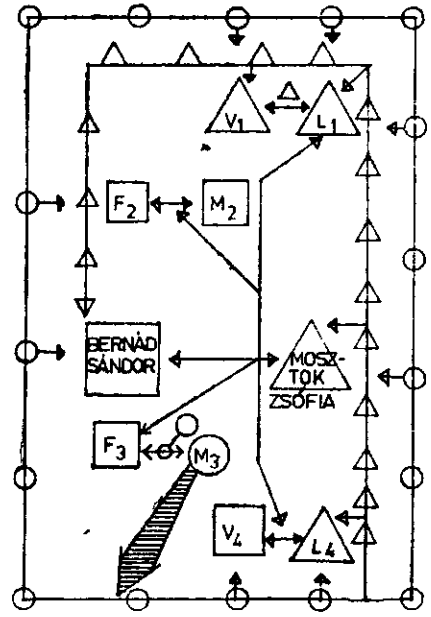 V1 L1
F2 M2
BERNÁD
SÁNDOR
MOSZ-
TOK
ZSÓFIA
F3 M3
V4 L4